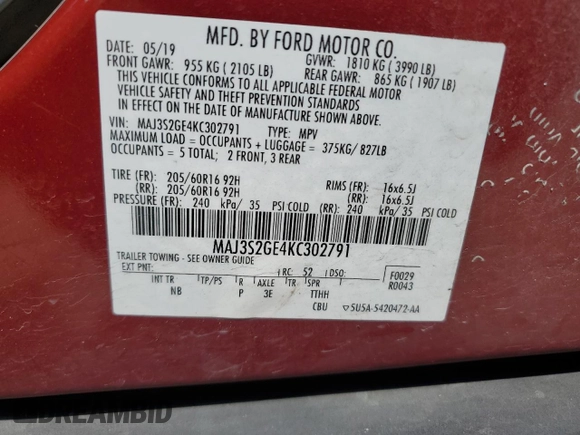 MFD. BY FORD MOTOR CO.
DATE: 05/19 GVWR: 1810 KG ( 3990 LB)
FRONT GAWR: 955 KG ( 2105 LB) REAR GAWR: 865 KG ( 1907 LB)
THIS VEHICLE CONFORMS TO ALL APPLICABLE FEDERAL MOTOR
VEHICLE SAFETY AND THEFT PREVENTION STANDARDS
IN EFFECT ON THE DATE OF MANUFACTURE SHOWN ABOVE.
VIN: MAJ3S2GE4KC302791 TYPE: MPV
MAXIMUM LOAD = OCCUPANTS + LUGGAGE = 375KG/ 827LB
OCCUPANTS = 5 TOTAL; 2 FRONT, 3 REAR
TIRE (FR): 205/60R16 92H RIMS (FR): 16x6.5J
(RR): 205/60R16 92H (RR): 16x6.5J
PRESSURE (FR): 240 kPa/ 35 PSI COLD (RR): 240 kPa/ 35 PSI COLD
MAJ3S2GE4KC302791
TRAILER TOWING - SEE OWNER GUIDE
EXT PNT: RC: 52 DSO: F0029
R0043
INT TR TP/PS R AXLE TR SPR
NB P 3E TTHH
CBU 5U5A-5420472-AA
DREAMBID